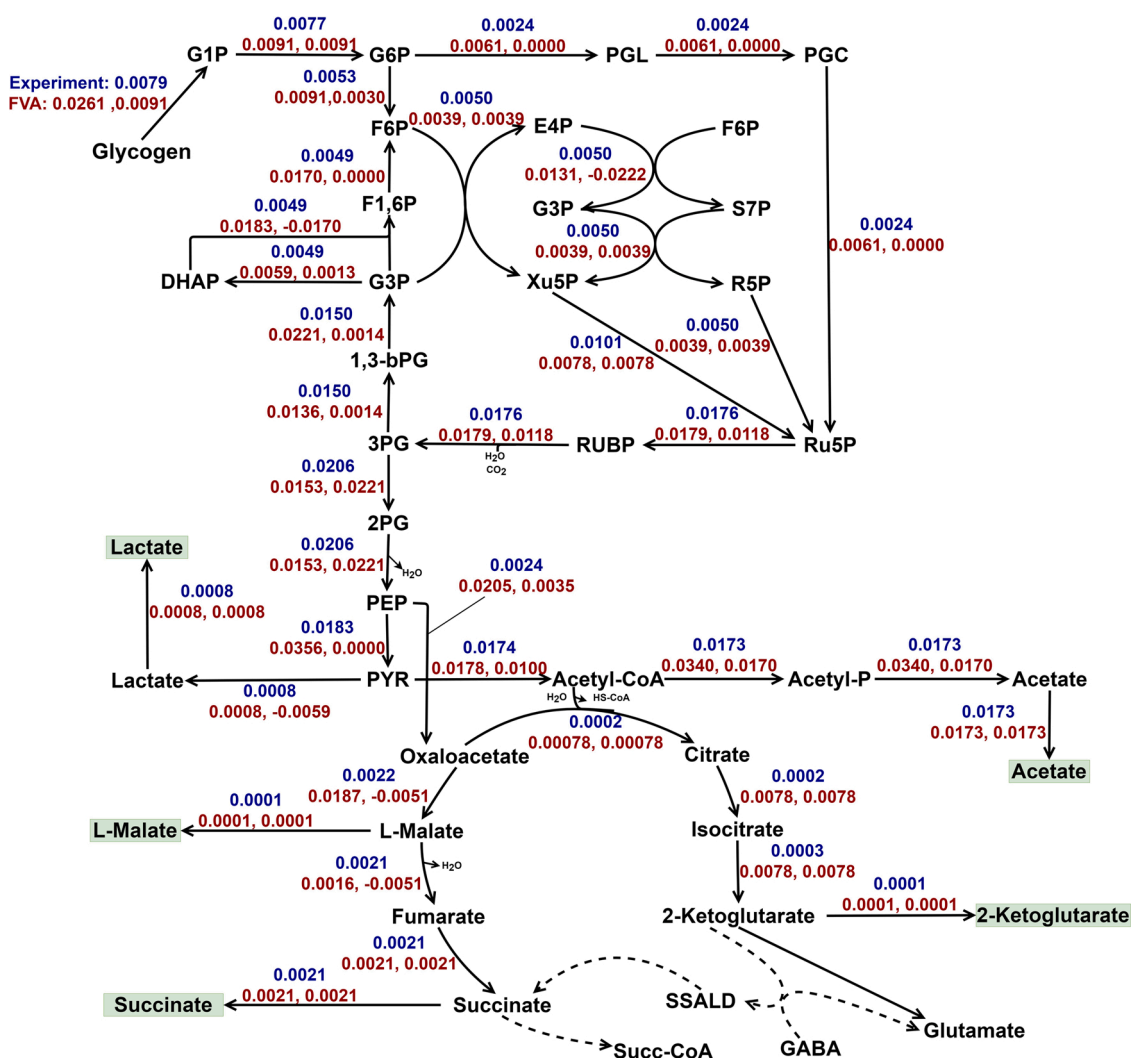 0.0077
0.0091, 0.0091
0.0024
0.0061, 0.0000
0.0024
0.0061, 0.0000
G1P
G6P
PGL
PGC
Experiment: 0.0079
FVA: 0.0261 ,0.0091
0.0053
0.0091,0.0030
0.0050
0.0039, 0.0039
Glycogen
F6P
E4P
F6P
0.0049
0.0170, 0.0000
0.0050
0.0131, -0.0222
0.0049
0.0183, -0.0170
F1,6P
G3P
S7P
0.0050
0.0039, 0.0039
0.0024
0.0061, 0.0000
0.0049
0.0059, 0.0013
DHAP
G3P
Xu5P
R5P
0.0150
0.0221, 0.0014
0.0050
0.0039, 0.0039
0.0101
0.0078, 0.0078
1,3-bPG
0.0150
0.0136, 0.0014
0.0176
0.0179, 0.0118
0.0176
0.0179, 0.0118
3PG
H2O
CO2
RUBP
Ru5P
0.0206
0.0153, 0.0221
2PG
Lactate
0.0206
0.0153, 0.0221
H2O
0.0024
0.0205, 0.0035
0.0008
0.0008, 0.0008
PEP
0.0183
0.0356, 0.0000
0.0174
0.0178, 0.0100
0.0173
0.0340, 0.0170
0.0173
0.0340, 0.0170
Lactate
PYR
Acetyl-CoA
Acetyl-P
Acetate
0.0008
0.0008, -0.0059
H2O
HS-CoA
0.0002
0.00078, 0.00078
0.0173
0.0173, 0.0173
Oxaloacetate
Citrate
Acetate
0.0022
0.0187, -0.0051
0.0002
0.0078, 0.0078
0.0001
0.0001, 0.0001
L-Malate
L-Malate
Isocitrate
0.0021
0.0016, -0.0051
H2O
0.0003
0.0078, 0.0078
0.0001
0.0001, 0.0001
Fumarate
2-Ketoglutarate
2-Ketoglutarate
0.0021
0.0021, 0.0021
0.0021
0.0021, 0.0021
Succinate
Succinate
SSALD
Glutamate
Succ-CoA
GABA